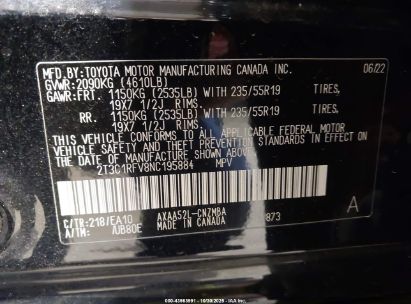 MFD.BY:TOYOTA MOTOR MANUFACTURING CANADA INC. 06/22
GVWR:2090KG (4610LB)
GAWR:FRT. 1150KG (2535LB) WITH 235/55R19 TIRES,
19X7 1/2J RIMS,
RR. 1150KG (2535LB) WITH 235/55R19 TIRES,
19X7 1/2J RIMS,
THIS VEHICLE CONFORMS TO ALL APPLICABLE FEDERAL MOTOR
VEHICLE SAFETY STANDARDS IN EFFECT ON THE DATE OF
MANUFACTURE SHOWN ABOVE.
2T3C1RFV8NC195884 MPV
C/TR:218/EA10 AXAA52L-CNZMBA 873
A/TM: /UB80E MADE IN CANADA A